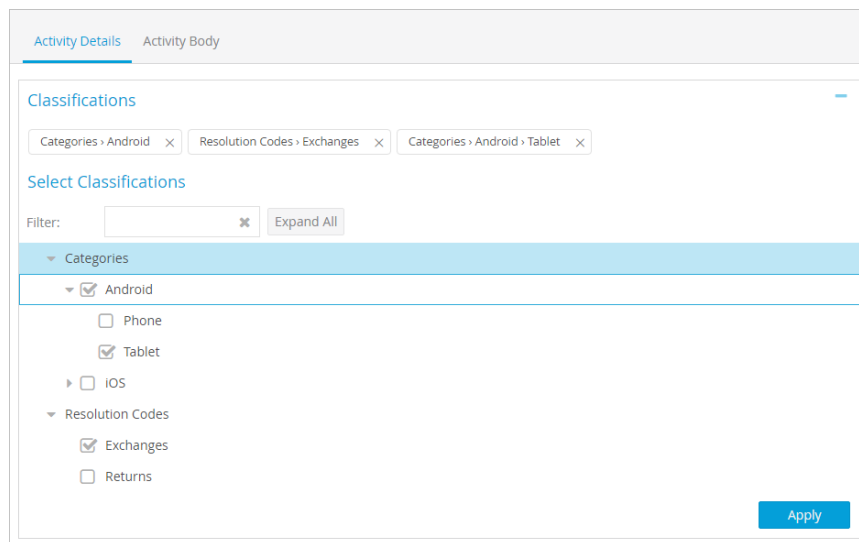 Activity Details Activity Body
Classifications
Categories › Android Resolution Codes › Exchanges Categories › Android › Tablet
Select Classifications
Filter: Expand All
Categories
Android
Phone
Tablet
iOS
Resolution Codes
Exchanges
Returns
Apply